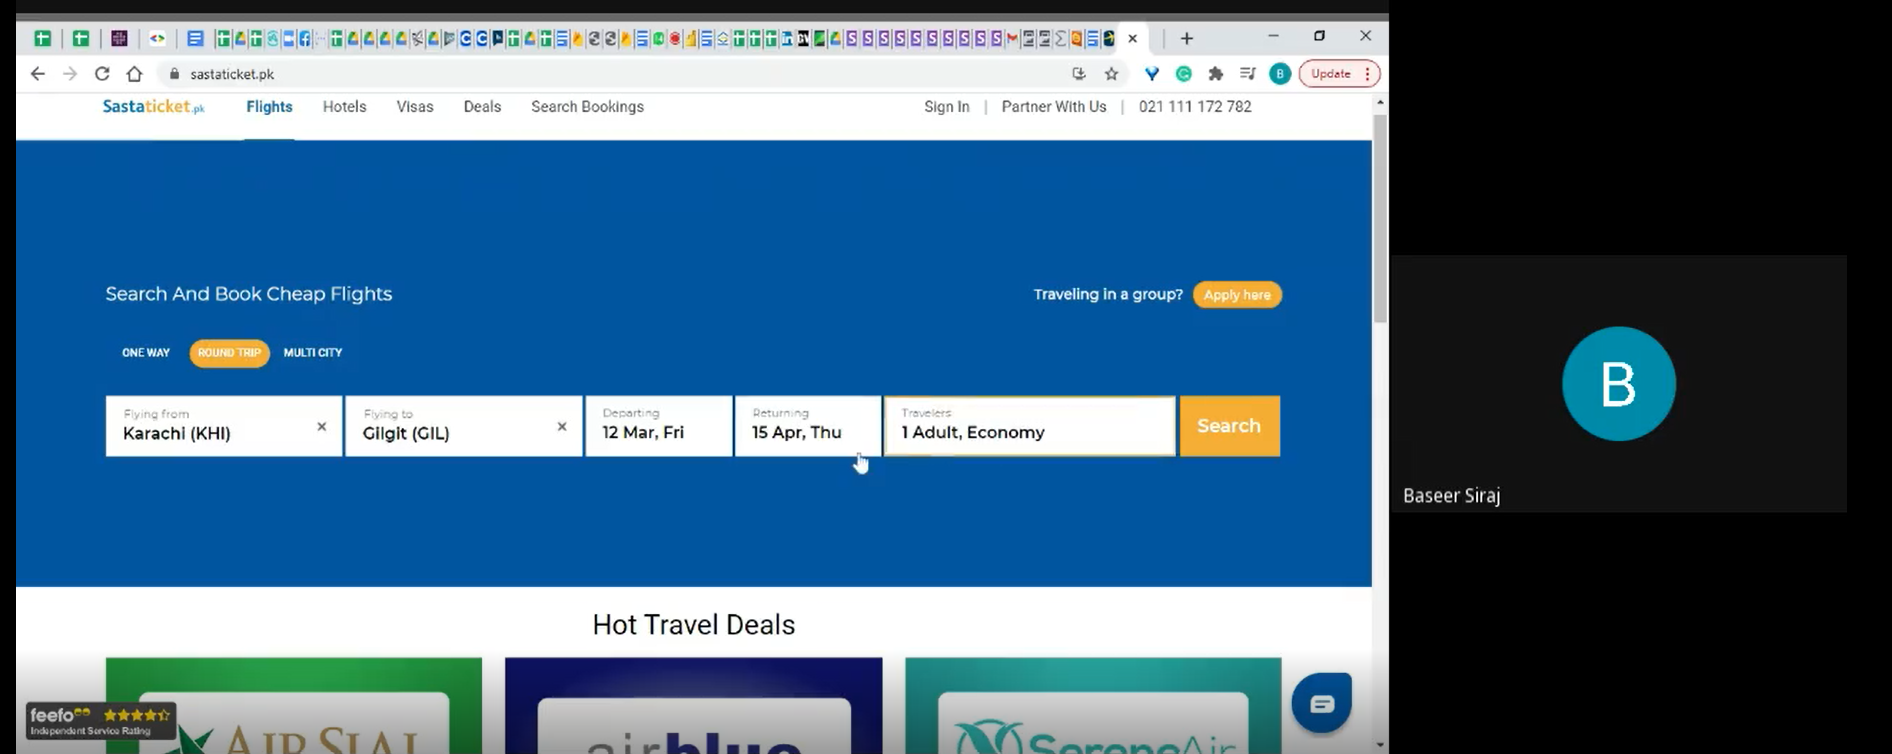 sastaticket.pk
B
Update
Sastaticket.pk
Flights
Hotels
Visas
Deals
Search Bookings
Sign In | Partner With Us | 021 111 172 782
Search And Book Cheap Flights
Traveling in a group?
Apply here
ONE WAY
ROUND TRIP
MULTI CITY
Flying from
Karachi (KHI)
Flying to
Gilgit (GIL)
Departing
12 Mar, Fri
Returning
15 Apr, Thu
Travelers
1 Adult, Economy
Search
Hot Travel Deals
AIR SIAL
airblue
SereneAir
feefo
Independent Service Rating
B
Baseer Siraj